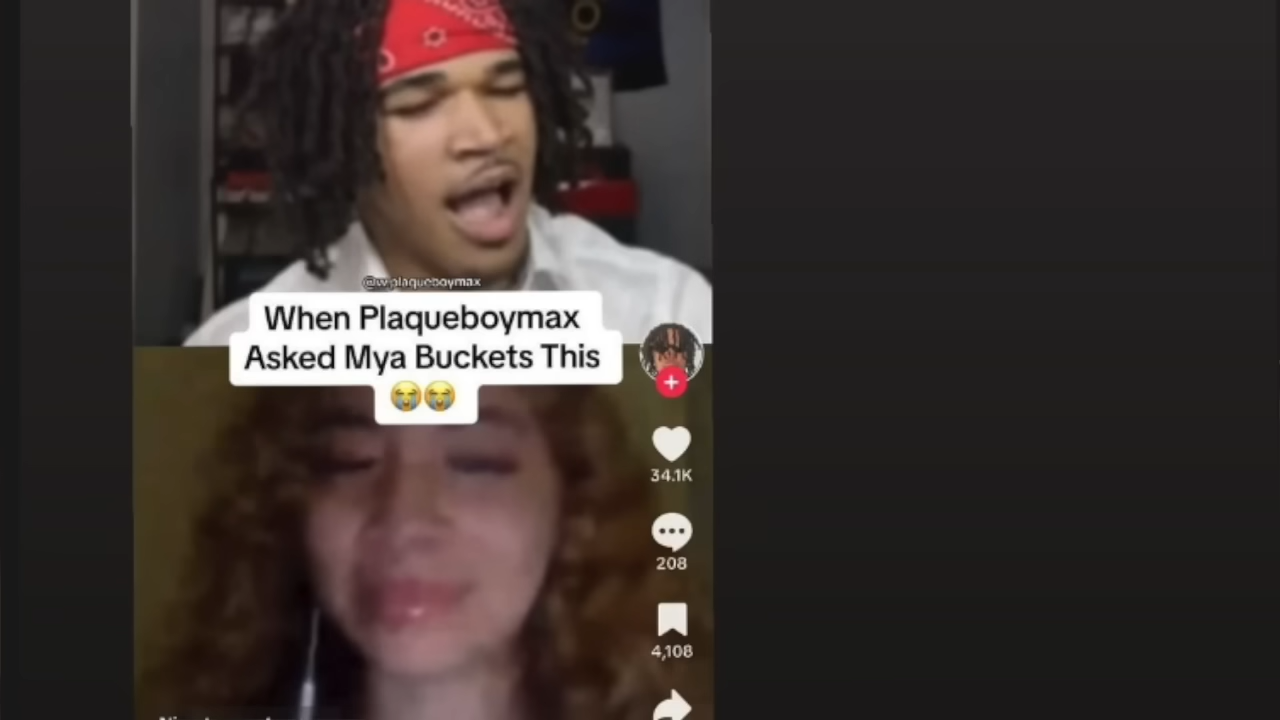 @w.plaqueboymax
When Plaqueboymax
Asked Mya Buckets This
😭😭
34.1K
208
4,108